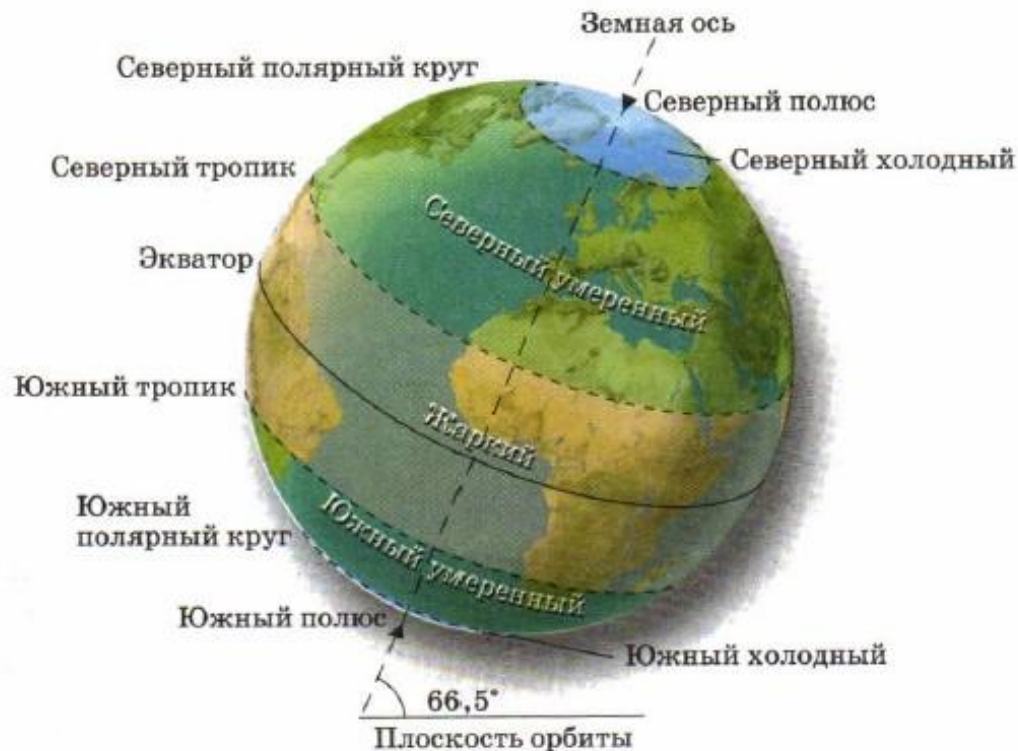 Земная ось
Северный полярный круг
Северный полюс
Северный холодный
Северный тропик
Северный умеренный
Экватор
Южный тропик
Жаркий
Южный
полярный круг
Южный умеренный
Южный полюс
Южный холодный
66,5°
Плоскость орбиты